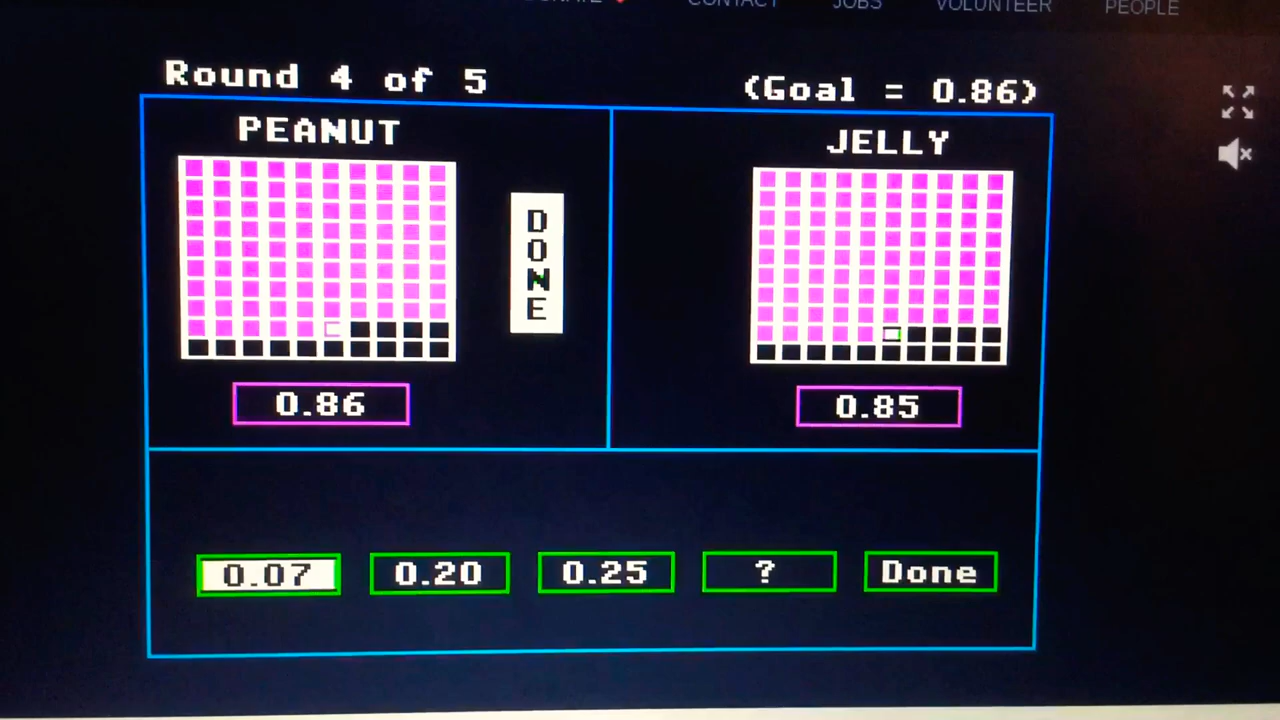 DONATE CONTACT JOBS VOLUNTEER PEOPLE
Round 4 of 5
(Goal = 0.86)
PEANUT
JELLY
DONE
0.86
0.85
0.07
0.20
0.25
?
Done